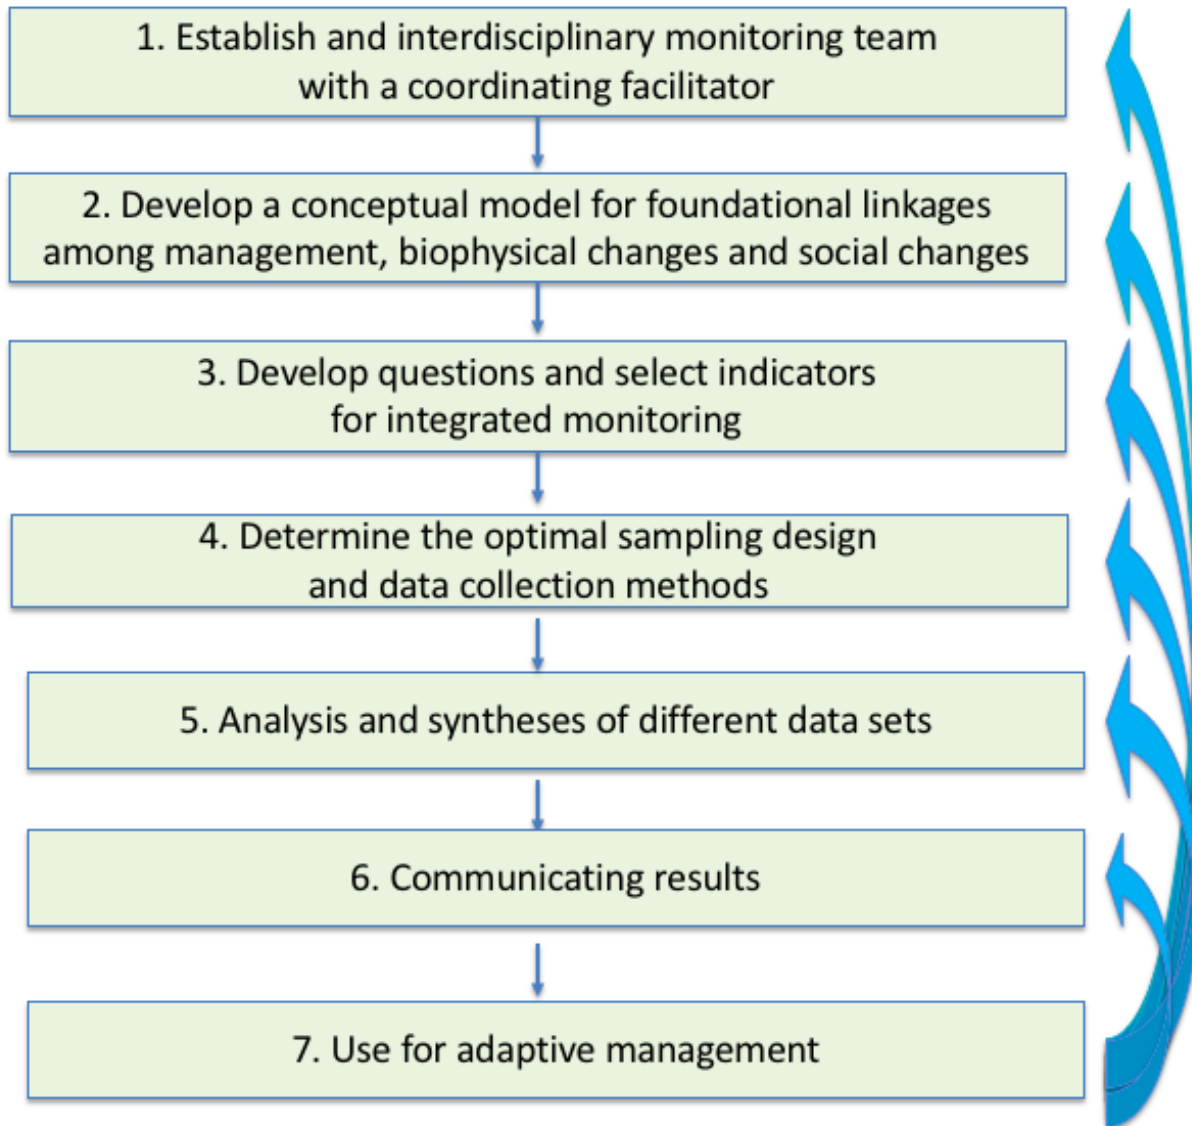 1. Establish and interdisciplinary monitoring team
with a coordinating facilitator
2. Develop a conceptual model for foundational linkages
among management, biophysical changes and social changes
3. Develop questions and select indicators
for integrated monitoring
4. Determine the optimal sampling design
and data collection methods
5. Analysis and syntheses of different data sets
6. Communicating results
7. Use for adaptive management